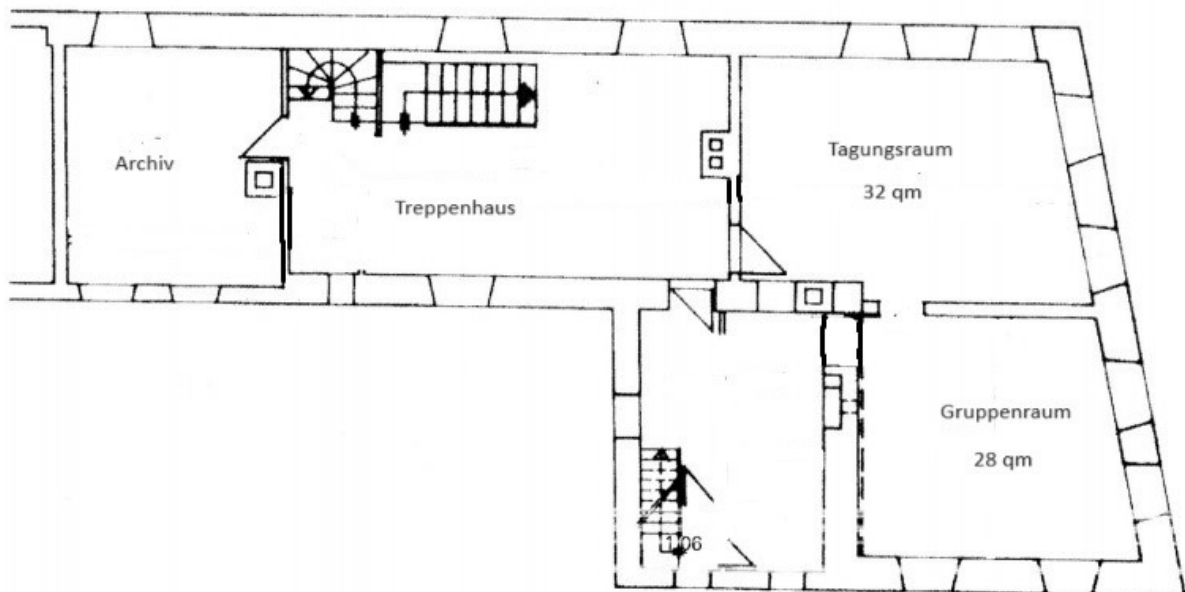 Archiv
Treppenhaus
Tagungsraum
32 qm
Gruppenraum
28 qm
1.06